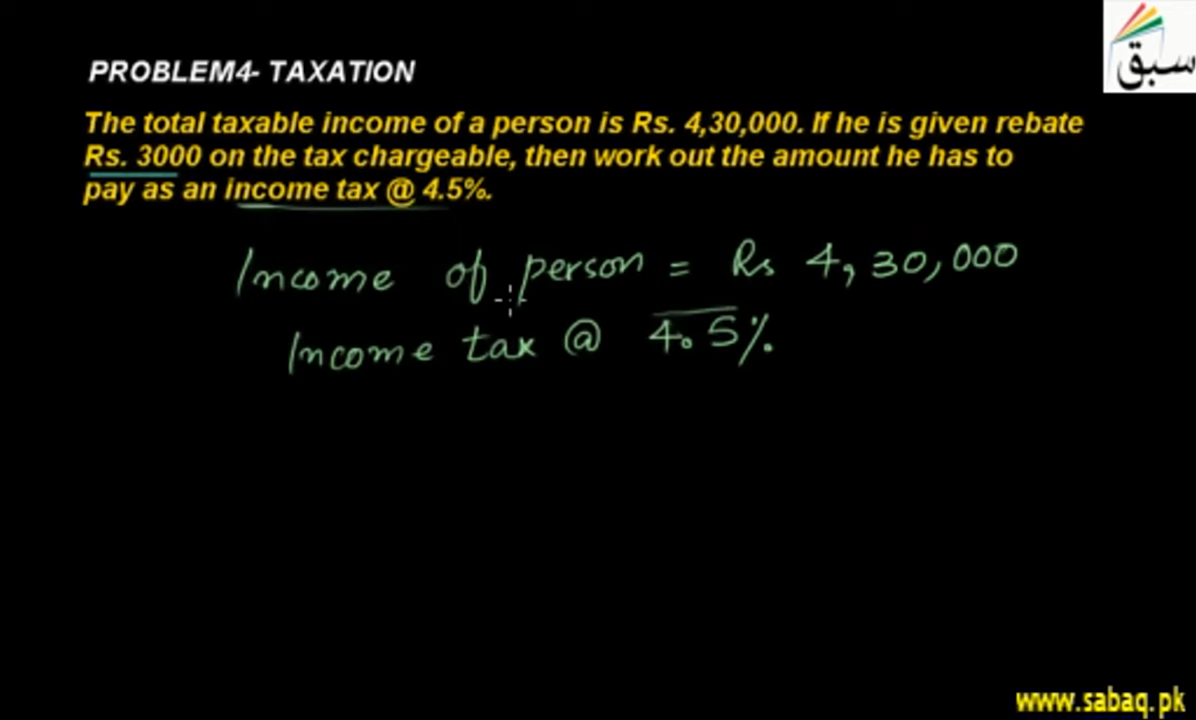 سبق
PROBLEM4- TAXATION
The total taxable income of a person is Rs. 4,30,000. If he is given rebate
Rs. 3000 on the tax chargeable, then work out the amount he has to
pay as an income tax @ 4.5%.
Income of person = Rs 4,30,000
Income tax @ 4.5%
www.sabaq.pk